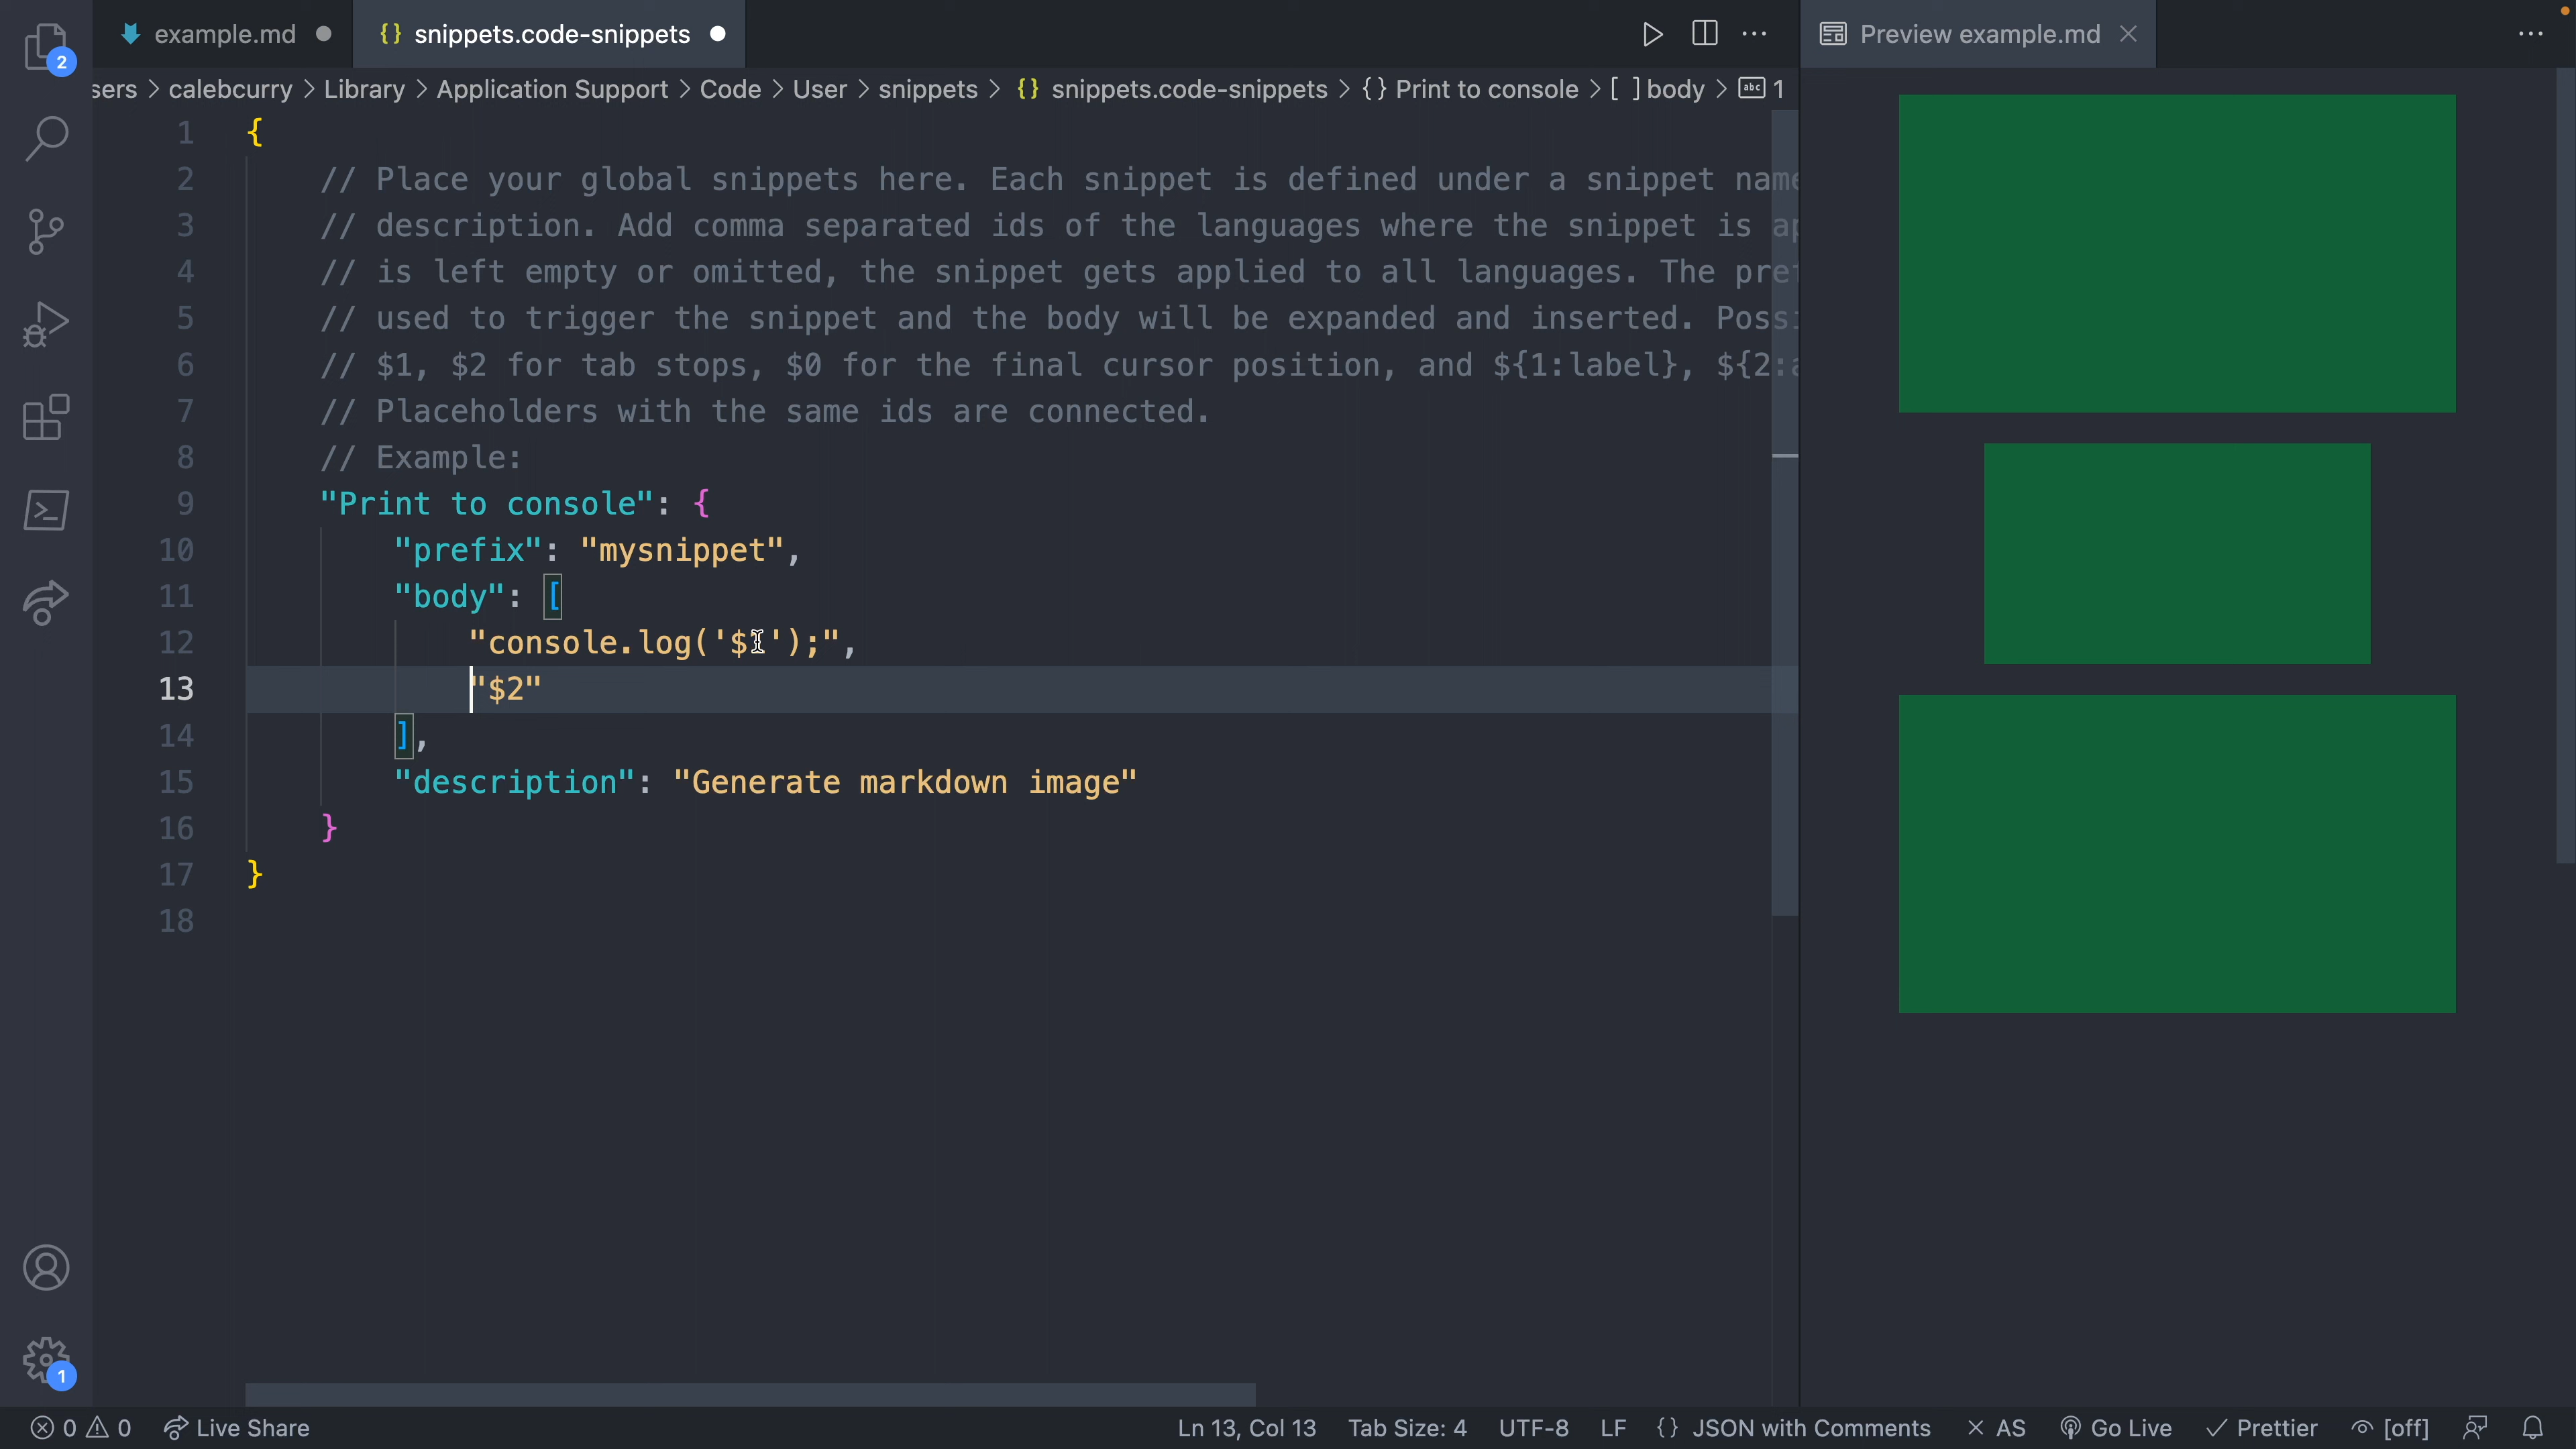 example.md
snippets.code-snippets
Preview example.md
2
sers > calebcurry > Library > Application Support > Code > User > snippets > {} snippets.code-snippets > {} Print to console > [ ] body > abc 1
1 {
2 // Place your global snippets here. Each snippet is defined under a snippet name
3 // description. Add comma separated ids of the languages where the snippet is ap
4 // is left empty or omitted, the snippet gets applied to all languages. The pref
5 // used to trigger the snippet and the body will be expanded and inserted. Possi
6 // $1, $2 for tab stops, $0 for the final cursor position, and ${1:label}, ${2:a
7 // Placeholders with the same ids are connected.
8 // Example:
9 "Print to console": {
10 "prefix": "mysnippet",
11 "body": [
12 "console.log('$1');",
13 "$2"
14 ],
15 "description": "Generate markdown image"
16 }
17 }
18
1
0 0 Live Share Ln 13, Col 13 Tab Size: 4 UTF-8 LF {} JSON with Comments AS Go Live Prettier [off]